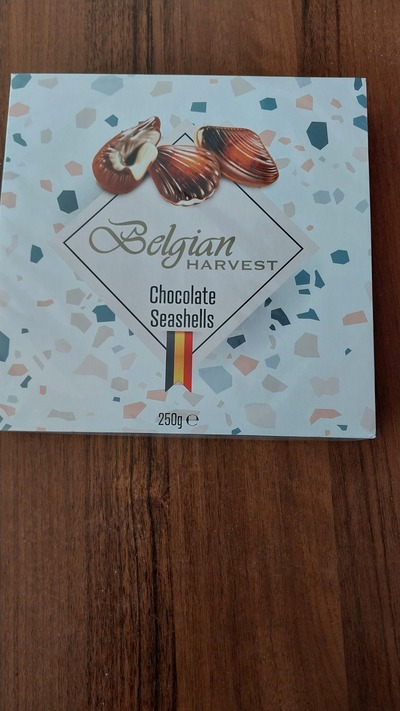 Belgian
HARVEST
Chocolate
Seashells
250g ℮